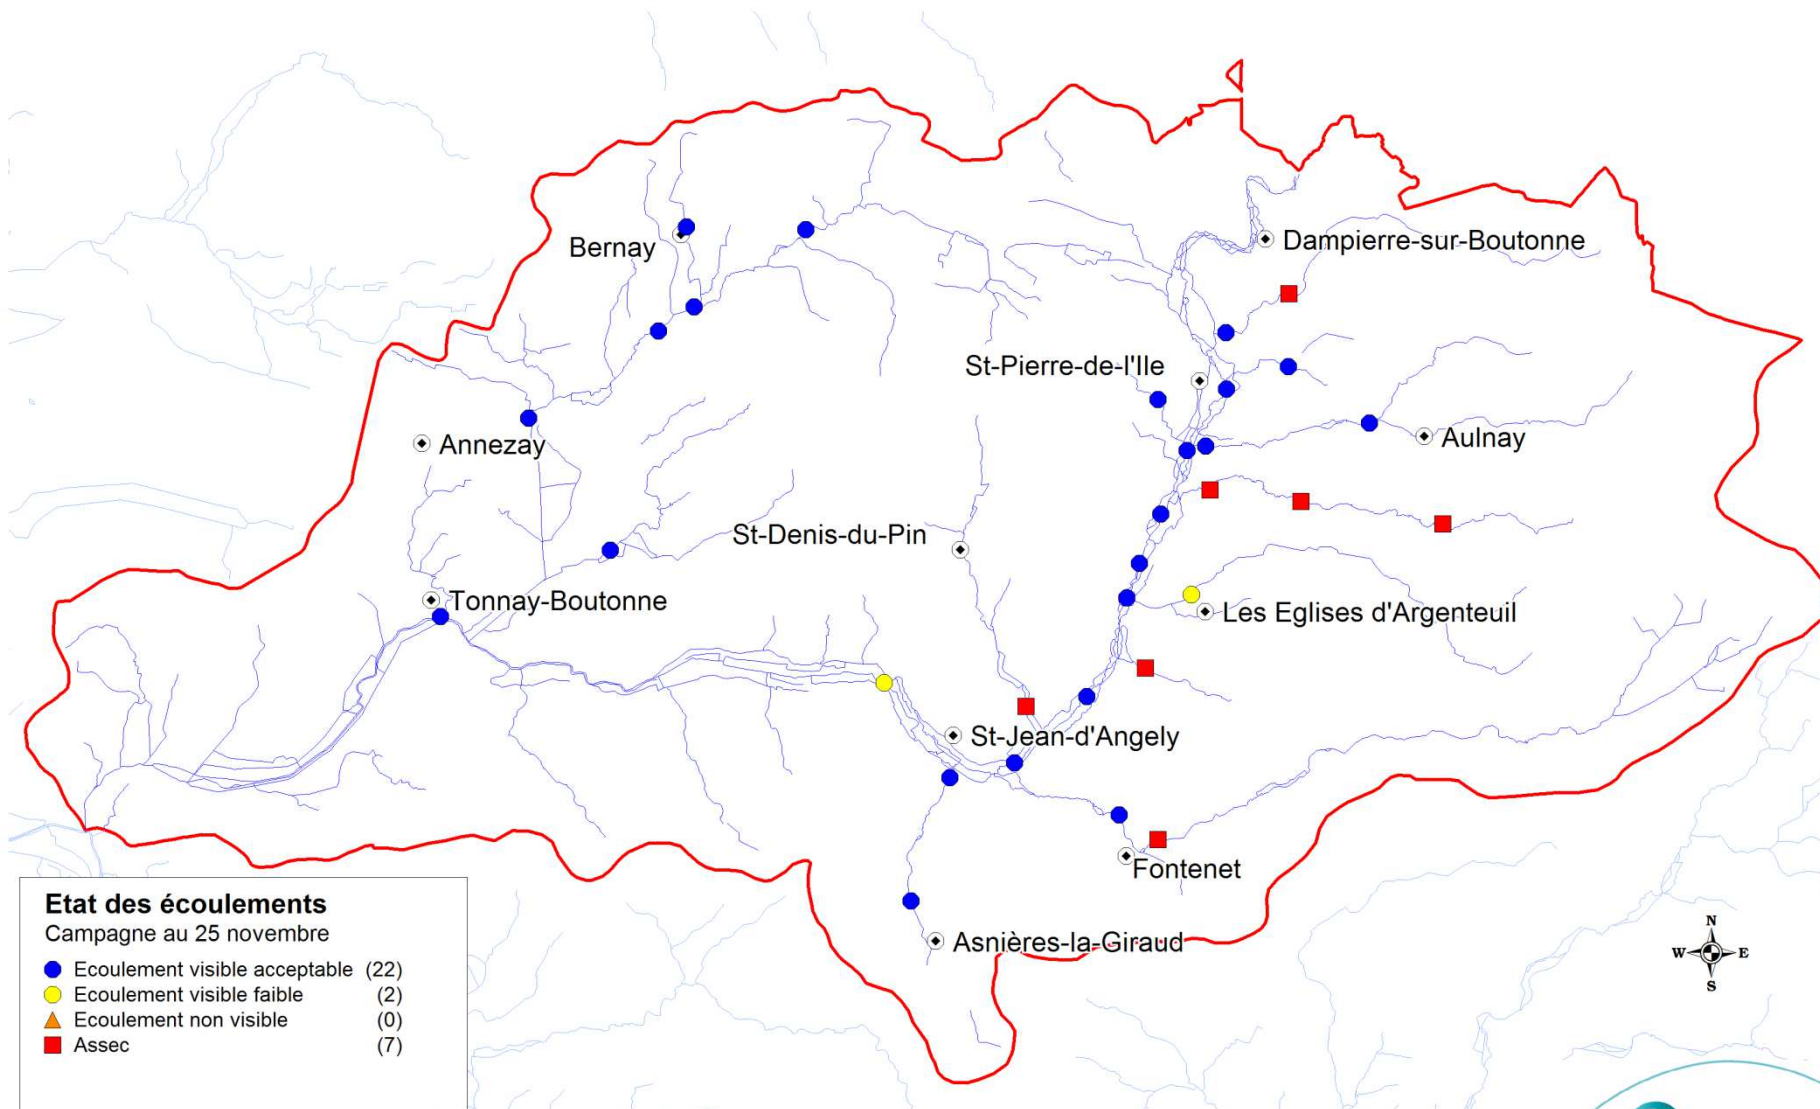 Bernay
Dampierre-sur-Boutonne
St-Pierre-de-l'Ile
Annezay
Aulnay
St-Denis-du-Pin
Tonnay-Boutonne
Les Eglises d'Argenteuil
St-Jean-d'Angely
Fontenet
Asnières-la-Giraud
Etat des écoulements
Campagne au 25 novembre
Ecoulement visible acceptable (22)
Ecoulement visible faible (2)
Ecoulement non visible (0)
Assec (7)
N
W E
S